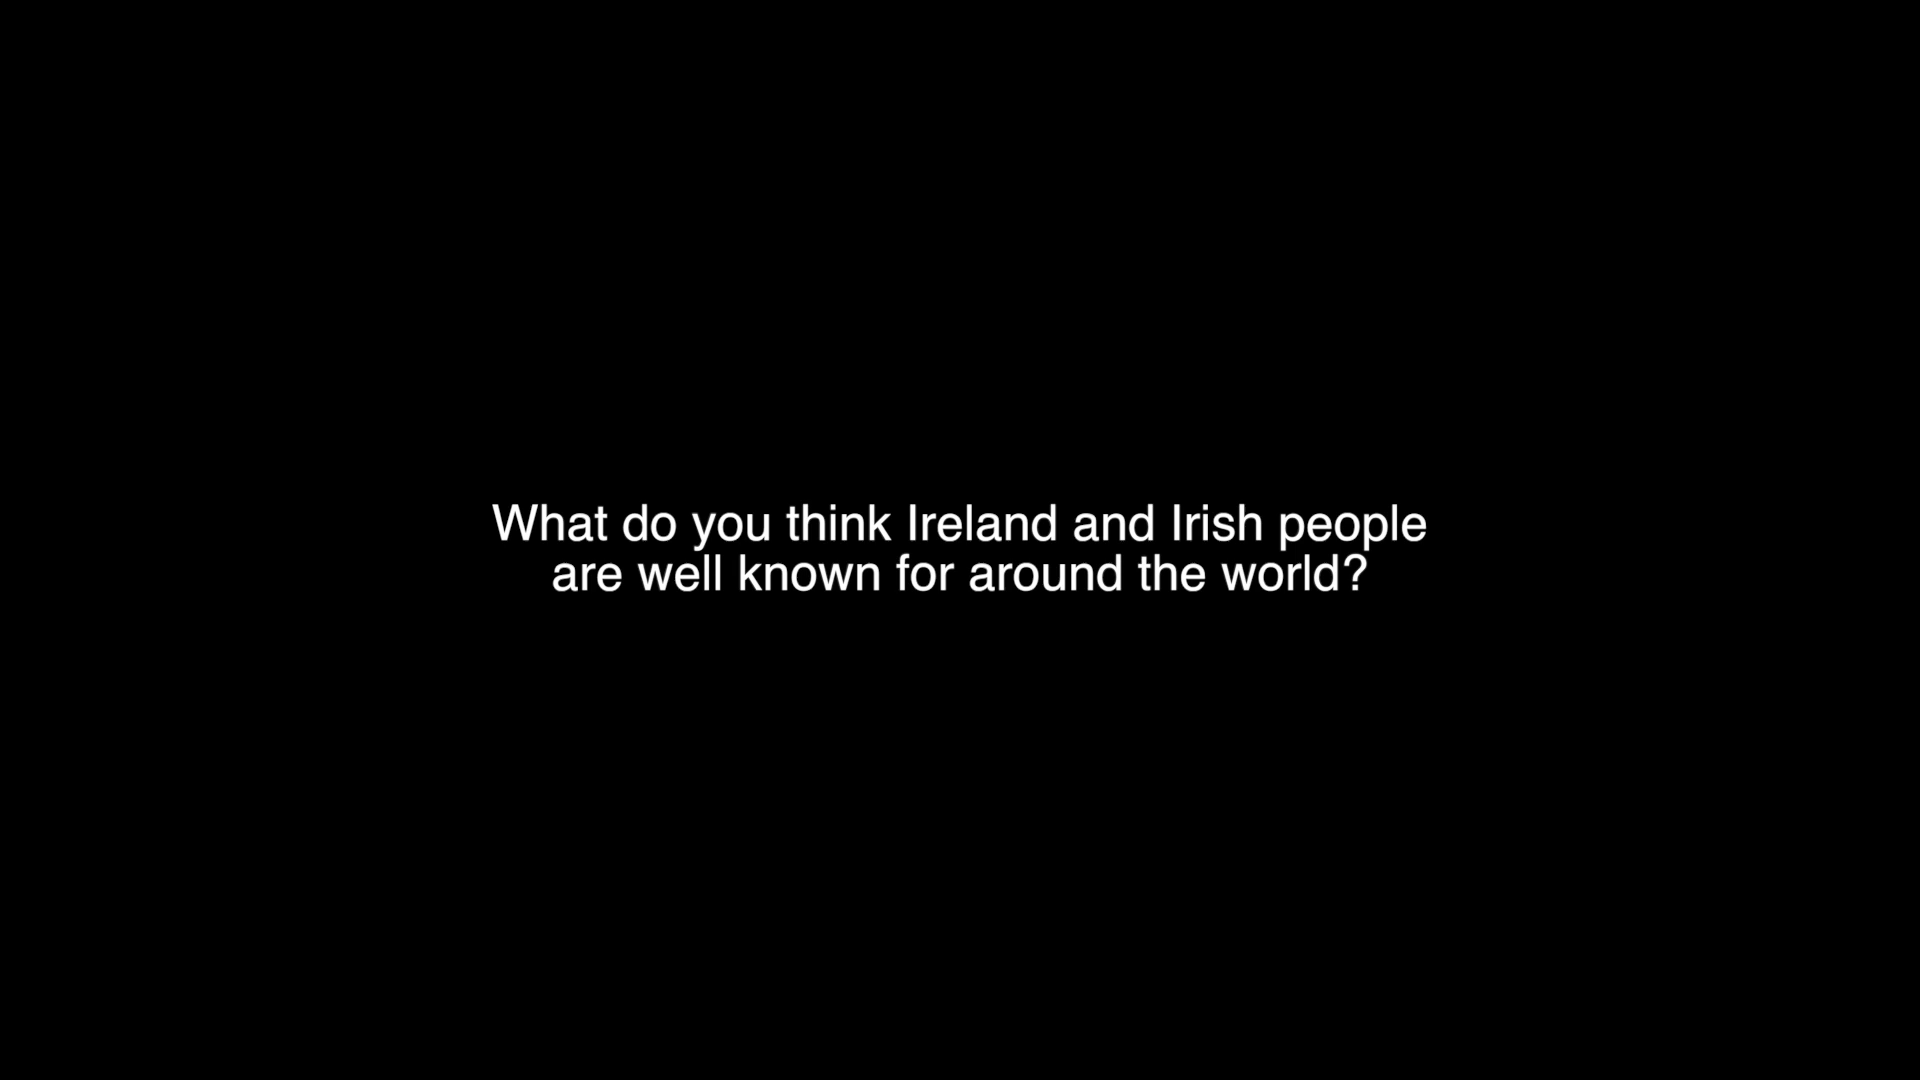 What do you think Ireland and Irish people
are well known for around the world?